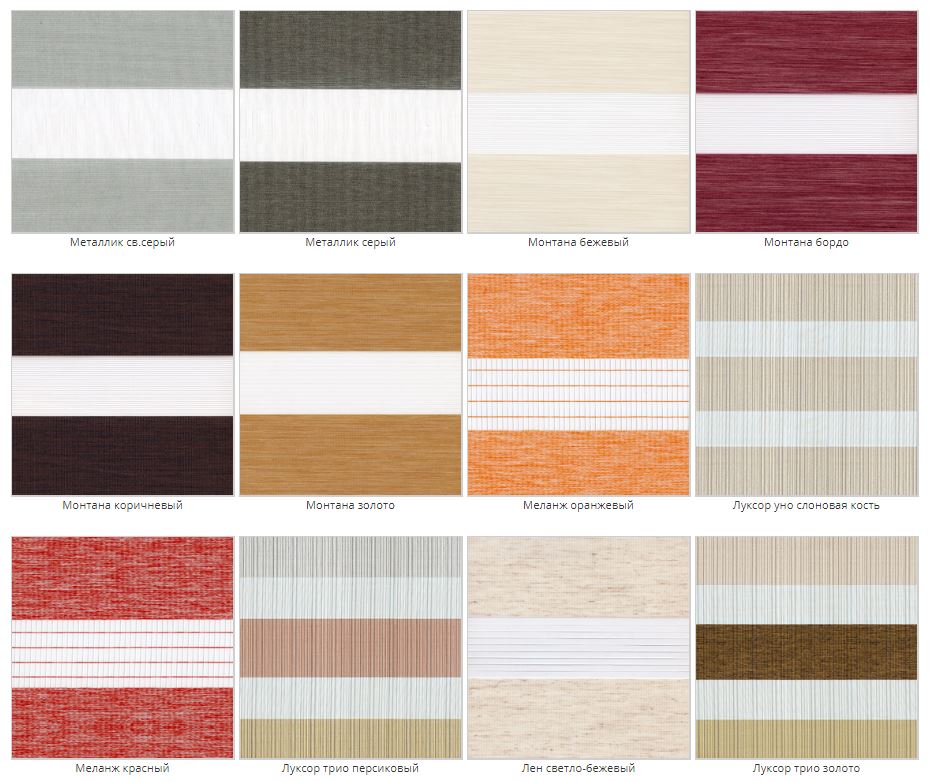 Металлик св.серый
Металлик серый
Монтана бежевый
Монтана бордо
Монтана коричневый
Монтана золото
Меланж оранжевый
Луксор уно слоновая кость
Меланж красный
Луксор трио персиковый
Лен светло-бежевый
Луксор трио золото